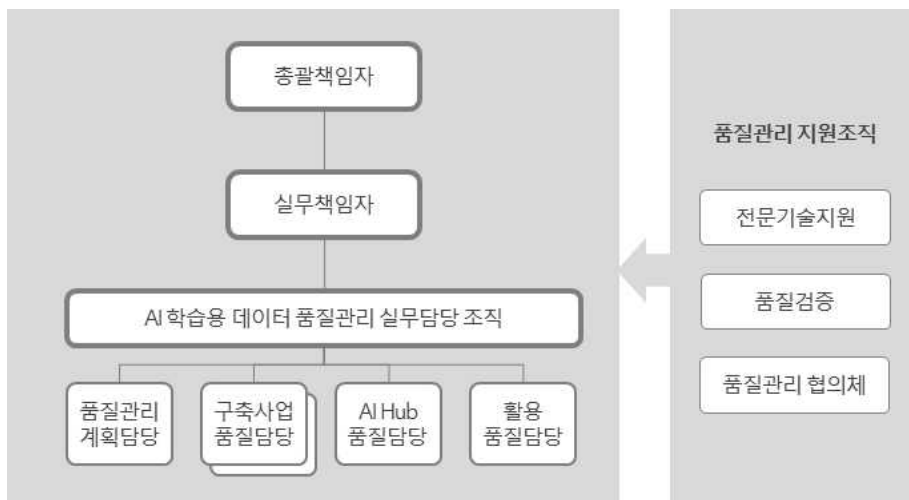 총괄책임자
실무책임자
AI 학습용 데이터 품질관리 실무담당 조직
품질관리
계획담당
구축사업
품질담당
AI Hub
품질담당
활용
품질담당
품질관리 지원조직
전문기술지원
품질검증
품질관리 협의체